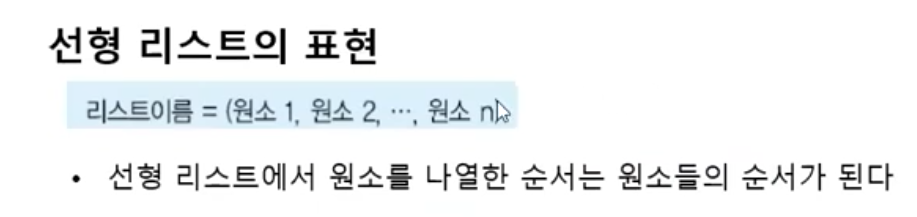 선형 리스트의 표현
리스트이름 = (원소 1, 원소 2, …, 원소 n)
• 선형 리스트에서 원소를 나열한 순서는 원소들의 순서가 된다